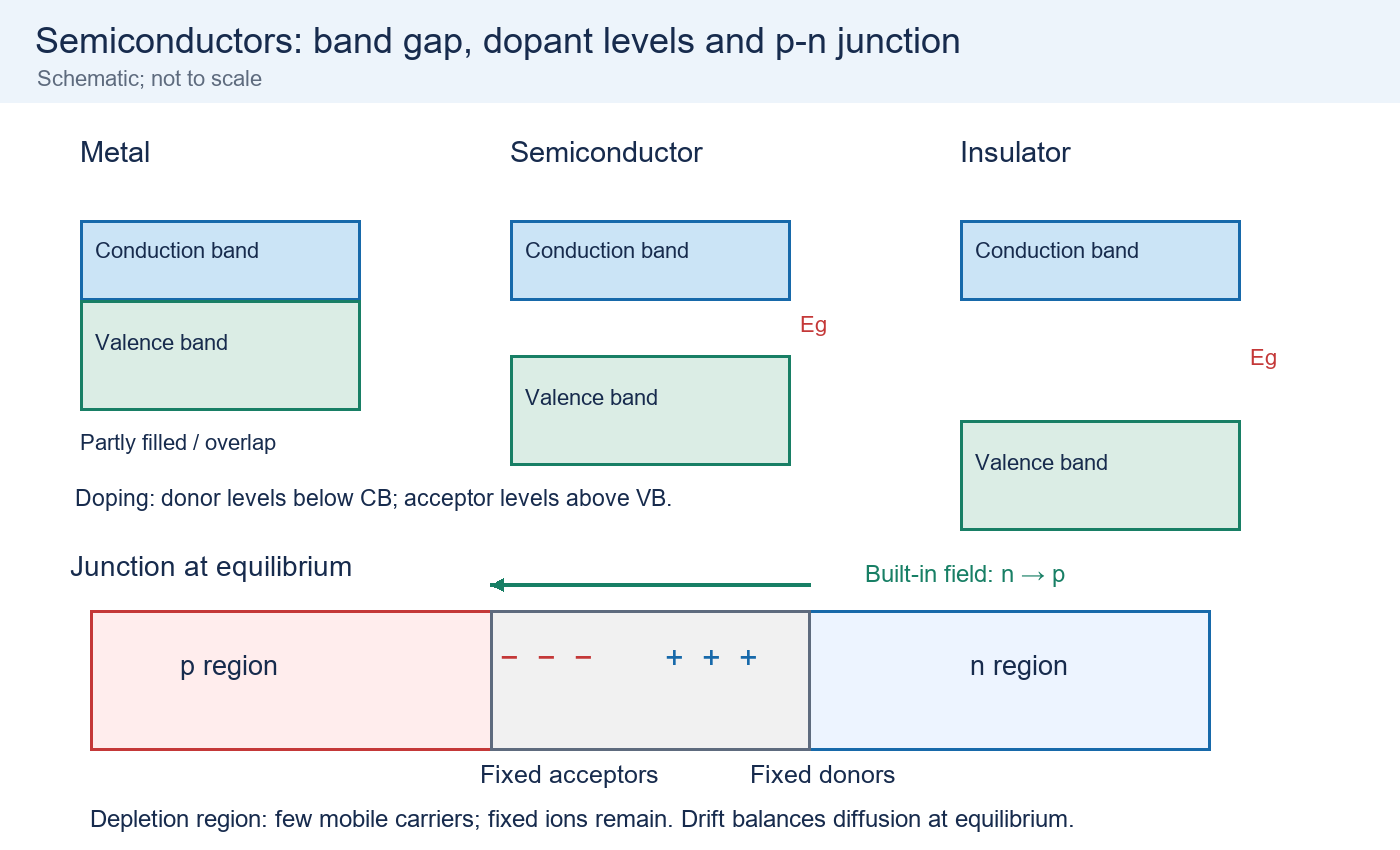 Semiconductors: band gap, dopant levels and p-n junction
Schematic; not to scale
Metal
Semiconductor
Insulator
Conduction band
Conduction band
Conduction band
Eg
Valence band
Eg
Valence band
Partly filled / overlap
Valence band
Doping: donor levels below CB; acceptor levels above VB.
Junction at equilibrium
Built-in field: n → p
− − − + + +
p region
n region
Fixed acceptors
Fixed donors
Depletion region: few mobile carriers; fixed ions remain. Drift balances diffusion at equilibrium.